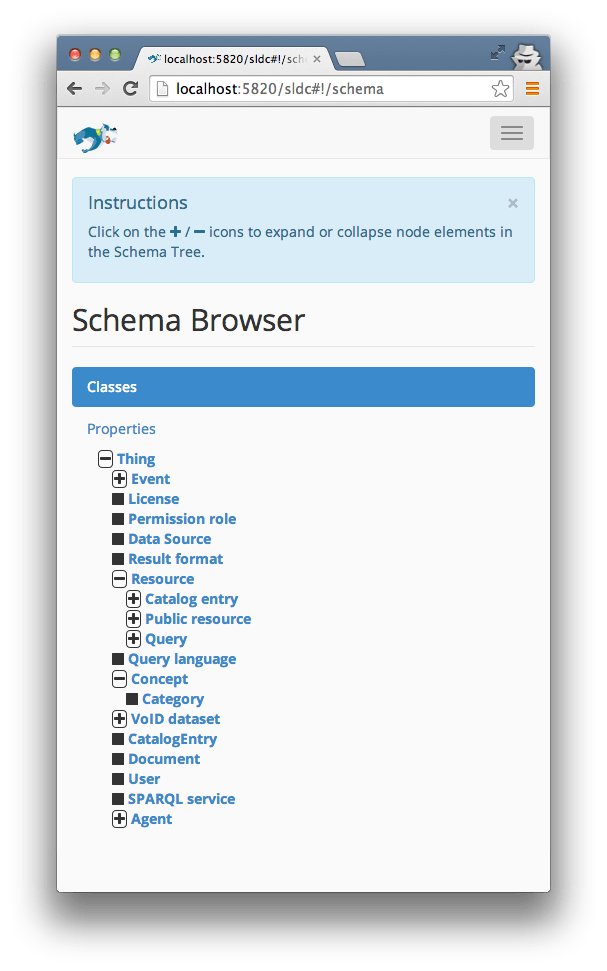 localhost:5820/sldc#!/sch
localhost:5820/sldc#!/schema
Instructions
Click on the + / − icons to expand or collapse node elements in
the Schema Tree.
Schema Browser
Classes
Properties
Thing
Event
License
Permission role
Data Source
Result format
Resource
Catalog entry
Public resource
Query
Query language
Concept
Category
VoID dataset
CatalogEntry
Document
User
SPARQL service
Agent